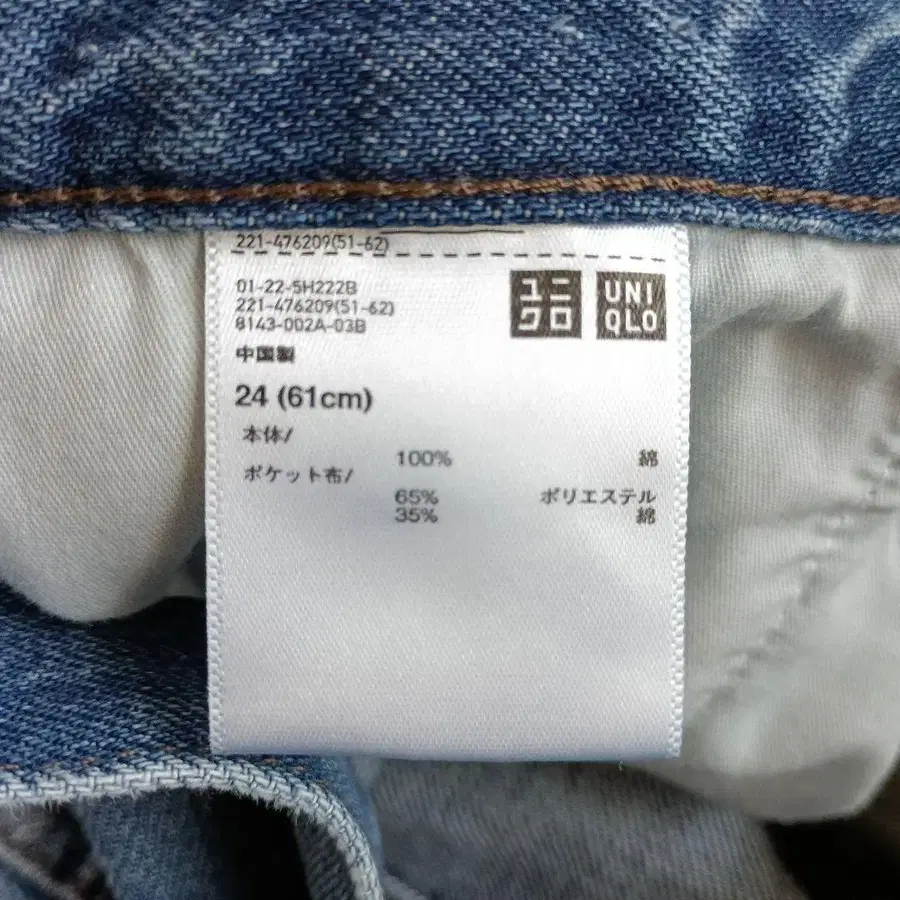 221-476209(51-62)
01-22-5H222B
221-476209(51-62)
8143-002A-03B
ユニ
クロ
UNI
QLO
中国製
24 (61cm)
本体/
100% 綿
ポケット布/
65% ポリエステル
35% 綿